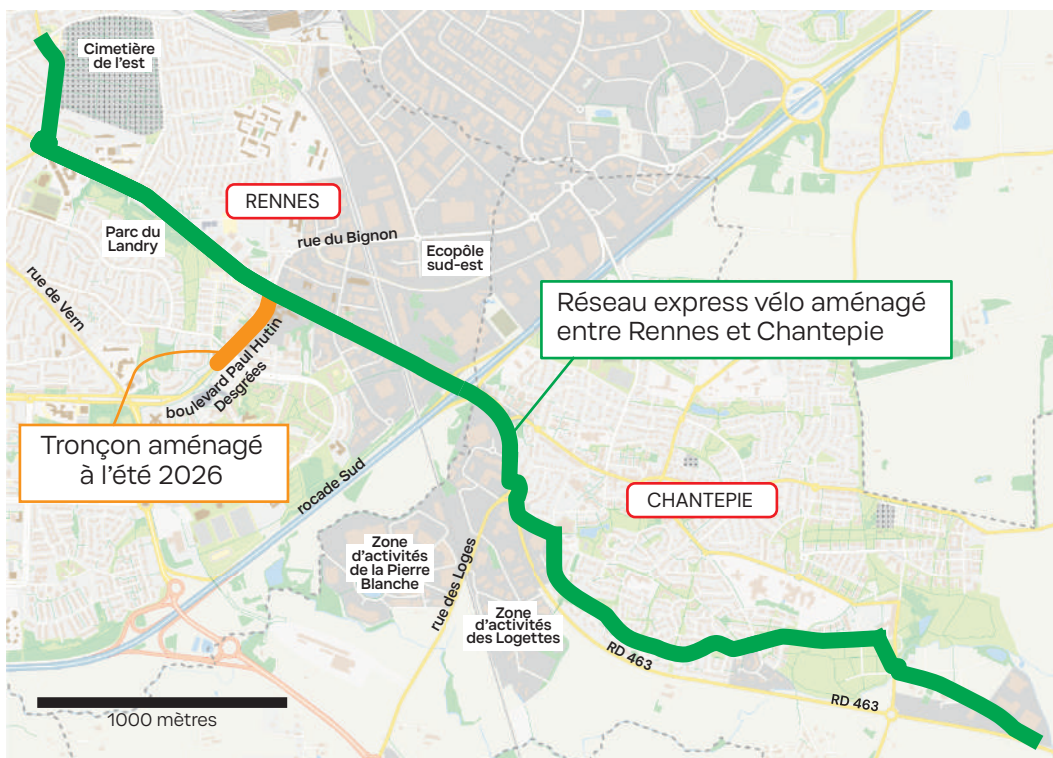 Cimetière
de l'est
RENNES
Parc du
Landry
rue du Bignon
Ecopôle
sud-est
rue de Vern
Réseau express vélo aménagé
entre Rennes et Chantepie
boulevard Paul Hutin
Desgrées
Tronçon aménagé
à l'été 2026
rocade Sud
CHANTEPIE
Zone
d'activités
de la Pierre
Blanche
rue des Loges
Zone
d'activités
des Logettes
RD 463
RD 463
1000 mètres